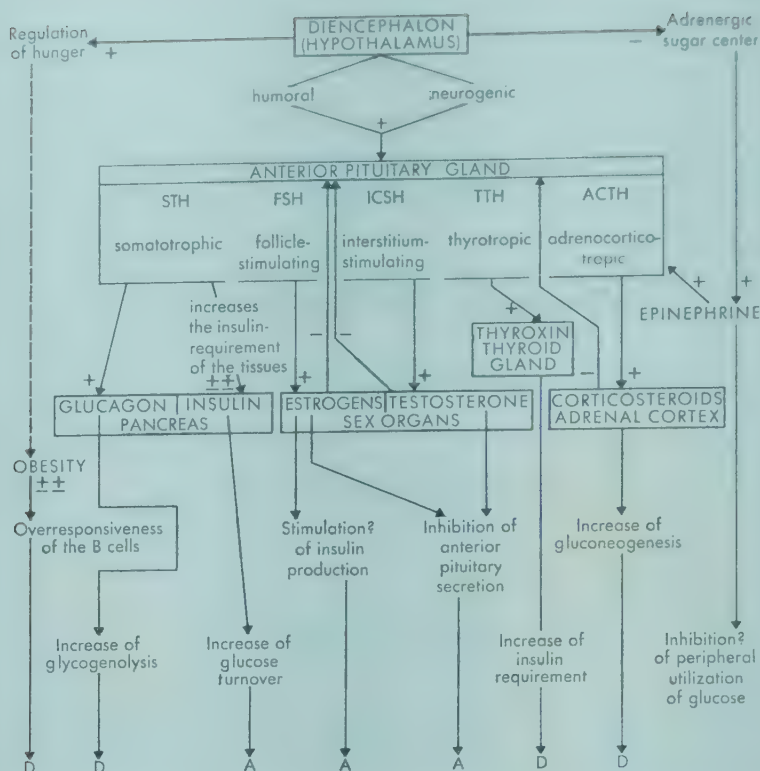 Regulation
of hunger
+
DIENCEPHALON
(HYPOTHALAMUS)
−
Adrenergic
sugar center
humoral
neurogenic
+
ANTERIOR PITUITARY GLAND
STH
FSH
ICSH
TTH
ACTH
somatotrophic
follicle-
stimulating
interstitium-
stimulating
thyrotropic
adrenocortico-
tropic
increases
the insulin-
requirement
of the tissues
+
±±
+
−
−
+
+
−
+
+
+
+
EPINEPHRINE
THYROXIN
THYROID
GLAND
GLUCAGON INSULIN
PANCREAS
ESTROGENS TESTOSTERONE
SEX ORGANS
CORTICOSTEROIDS
ADRENAL CORTEX
OBESITY
±±
Overresponsiveness
of the B cells
Stimulation?
of insulin
production
Inhibition of
anterior
pituitary
secretion
Increase of
gluconeogenesis
Increase of
glycogenolysis
Increase of
glucose
turnover
Increase of
insulin
requirement
Inhibition?
of peripheral
utilization
of glucose
D
D
A
A
A
D
D